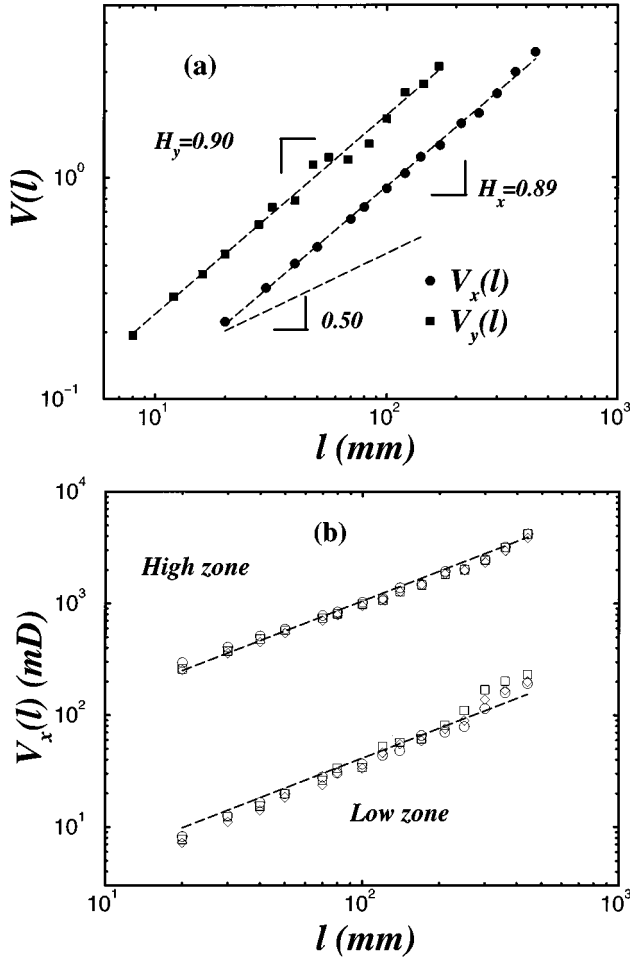 (a)
H_y=0.90
10^0
V(l)
H_x=0.89
V_x(l)
V_y(l)
0.50
10^-1
10^1
10^2
10^3
l (mm)
10^4
(b)
High zone
10^3
V_x(l) (mD)
10^2
Low zone
10^1
10^1
10^2
10^3
l (mm)